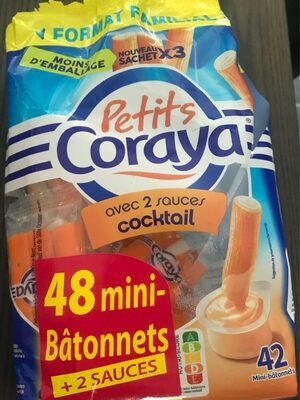 N FORMAT FAMILIAL
MOINS
D'EMBALLAGE
NOUVEAU
SACHET X3
Petits
Coraya
avec 2 sauces
cocktail
48 mini-
Bâtonnets
+ 2 SAUCES
42
Mini-bâtonnets